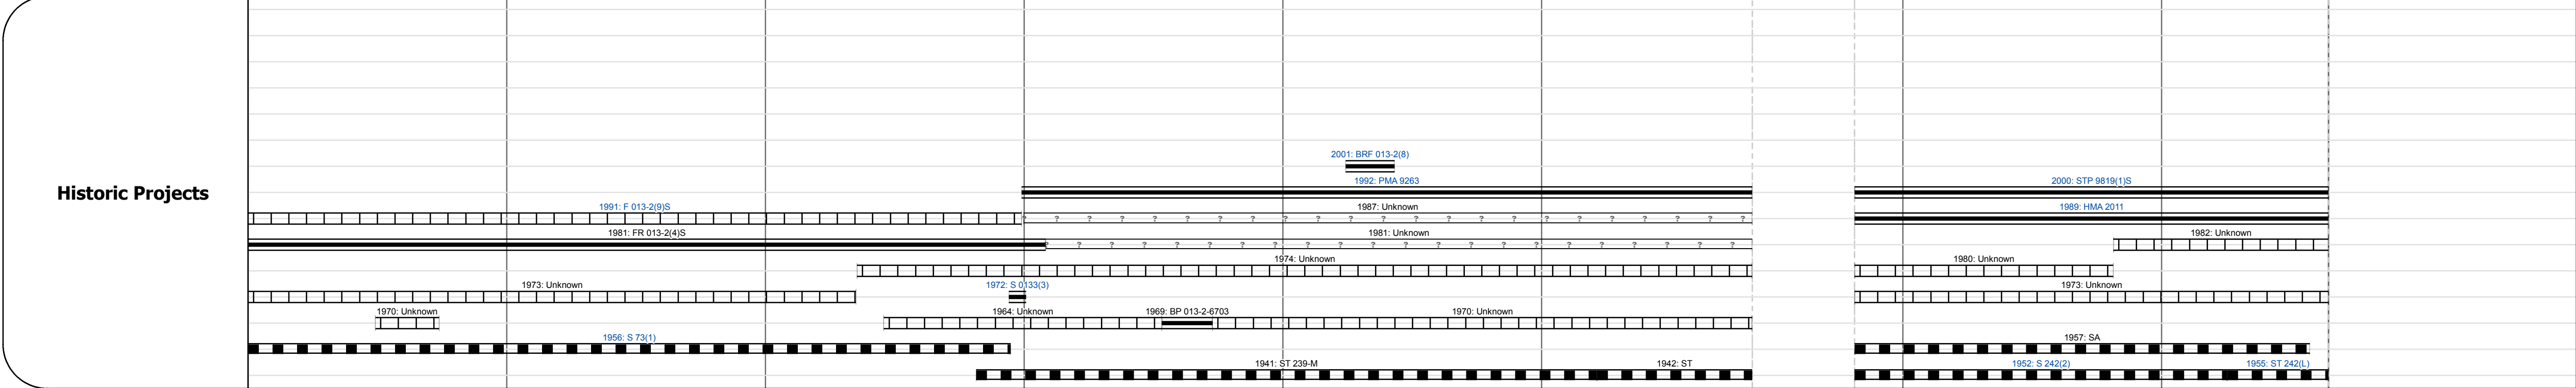 2001: BRF 013-2(8)
1992: PMA 9263
2000: STP 9819(1)S
Historic Projects
1991: F 013-2(9)S
1987: Unknown
1989: HMA 2011
1981: FR 013-2(4)S
1981: Unknown
1982: Unknown
1974: Unknown
1980: Unknown
1973: Unknown
1972: S 0133(3)
1973: Unknown
1970: Unknown
1964: Unknown
1969: BP 013-2-6703
1970: Unknown
1956: S 73(1)
1957: SA
1941: ST 239-M
1942: ST
1952: S 242(2)
1955: ST 242(L)